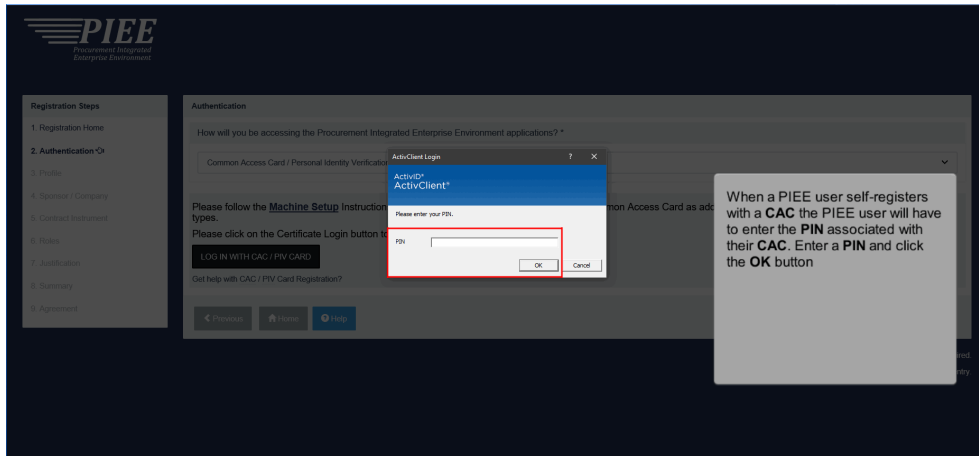 PIEE
Procurement Integrated
Enterprise Environment
Registration Steps
1. Registration Home
2. Authentication
3. Profile
4. Sponsor / Company
5. Contract Instrument
6. Roles
7. Justification
8. Summary
9. Agreement
Authentication
How will you be accessing the Procurement Integrated Enterprise Environment applications? *
Common Access Card / Personal Identity Verification
Please follow the Machine Setup Instruction
mon Access Card as add
types.
Please click on the Certificate Login button to
LOG IN WITH CAC / PIV CARD
Get help with CAC / PIV Card Registration?
Previous
Home
Help
ActivClient Login
?
X
ActivID®
ActivClient®
Please enter your PIN.
PIN
OK
Cancel
When a PIEE user self-registers
with a CAC the PIEE user will have
to enter the PIN associated with
their CAC. Enter a PIN and click
the OK button
ired
ntry